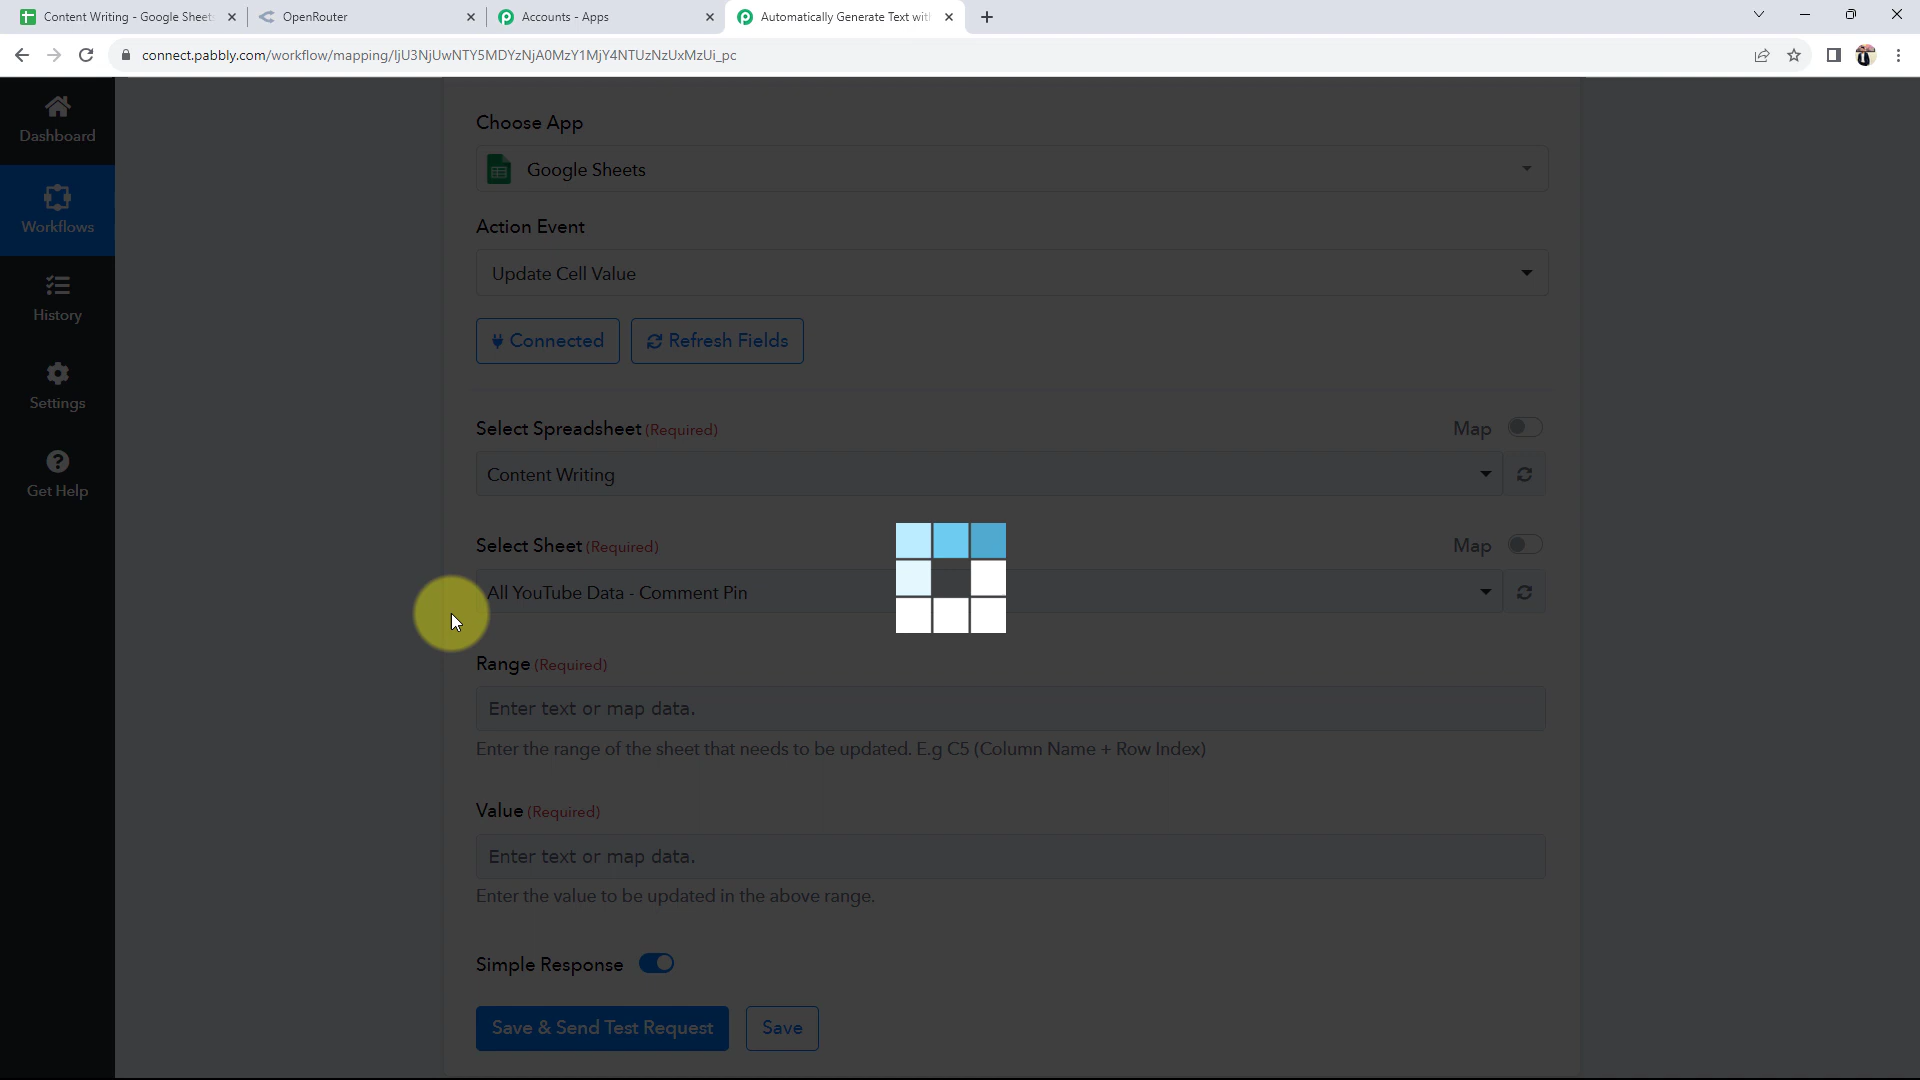 Content Writing - Google Sheets
OpenRouter
Accounts - Apps
Automatically Generate Text wit
connect.pabbly.com/workflow/mapping/IjU3NjUwNTY5MDYzNjA0MzY1MjY4NTUzNzUxMzUi_pc
Dashboard
Workflows
History
Settings
Get Help
Choose App
Google Sheets
Action Event
Update Cell Value
Connected
Refresh Fields
Select Spreadsheet (Required)
Map
Content Writing
Select Sheet (Required)
Map
All YouTube Data - Comment Pin
Range (Required)
Enter text or map data.
Enter the range of the sheet that needs to be updated. E.g C5 (Column Name + Row Index)
Value (Required)
Enter text or map data.
Enter the value to be updated in the above range.
Simple Response
Save & Send Test Request
Save